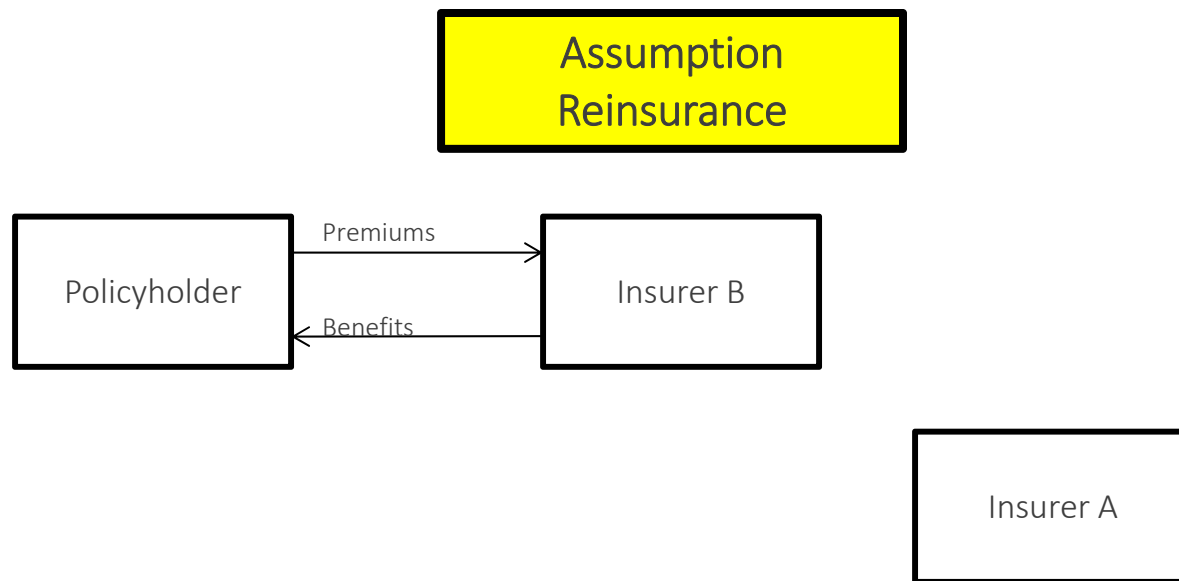 Assumption
Reinsurance
Premiums
Policyholder
Insurer B
Benefits
Insurer A